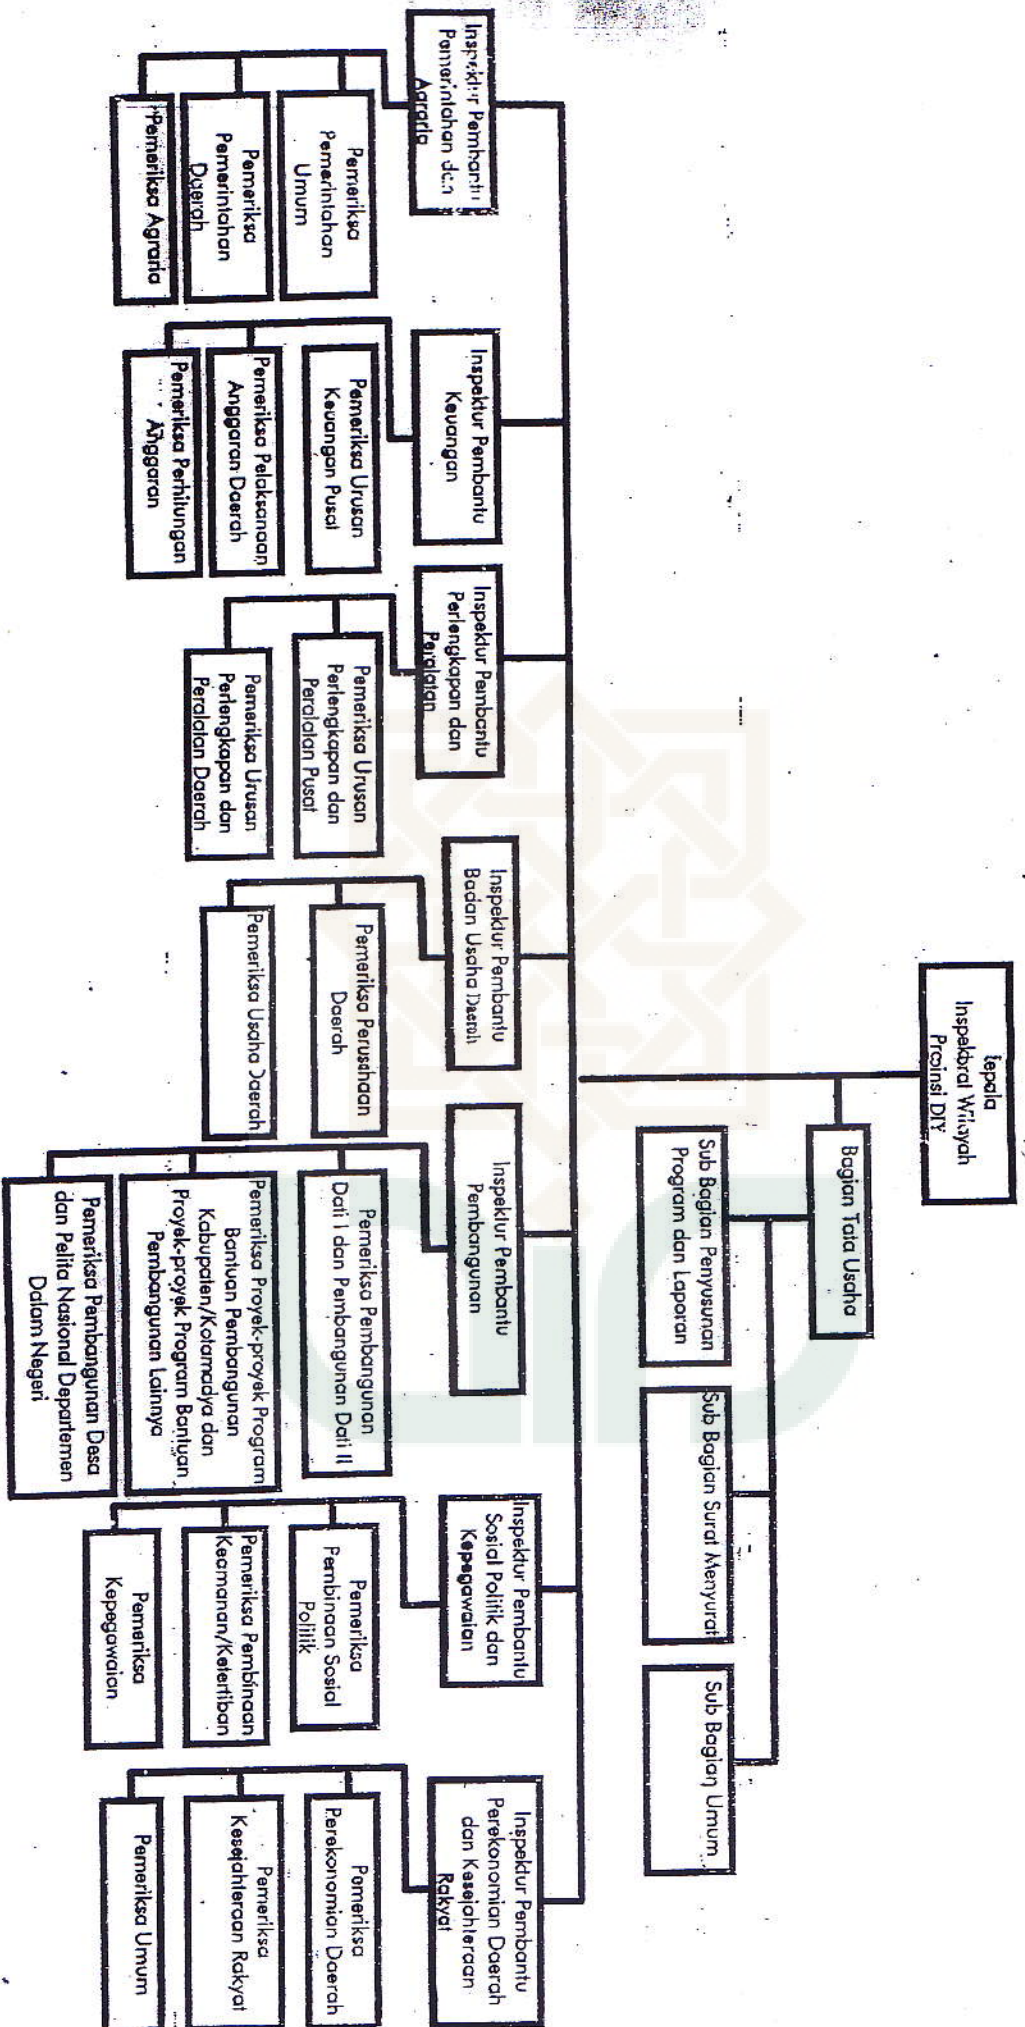 Kepala
Inspektorat Wilayah
Propinsi DIY
Bagian Tata Usaha
Sub Bagian Penyusunan
Program dan Laporan
Sub Bagian Surat Menyurat
Sub Bagian Umum
Inspektur Pembantu
Pemerintahan dan
Agraria
Pemeriksa
Pemerintahan
Umum
Pemeriksa
Pemerintahan
Daerah
Pemeriksa Agraria
Inspektur Pembantu
Keuangan
Pemeriksa Urusan
Keuangan Pusat
Pemeriksa Pelaksanaan
Anggaran Daerah
Pemeriksa Perhitungan
Anggaran
Inspektur Pembantu
Perlengkapan dan
Peralatan
Pemeriksa Urusan
Perlengkapan dan
Peralatan Pusat
Pemeriksa Urusan
Perlengkapan dan
Peralatan Daerah
Inspektur Pembantu
Badan Usaha Daerah
Pemeriksa Perusahaan
Daerah
Pemeriksa Usaha Daerah
Inspektur Pembantu
Pembangunan
Pemeriksa Pembangunan
Dati I dan Pembangunan Dati II
Pemeriksa Proyek-proyek Program
Bantuan Pembangunan
Kabupaten/Kotamadya dan
Proyek-proyek Program Bantuan
Pembangunan Lainnya
Pemeriksa Pembangunan Desa
dan Pelita Nasional Departemen
Dalam Negeri
Inspektur Pembantu
Sosial Politik dan
Kepegawaian
Pemeriksa
Pembinaan Sosial
Politik
Pemeriksa Pembinaan
Keamanan/Ketertiban
Pemeriksa
Kepegawaian
Inspektur Pembantu
Perekonomian Daerah
dan Kesejahteraan
Rakyat
Pemeriksa
Perekonomian Daerah
Pemeriksa
Kesejahteraan Rakyat
Pemeriksa Umum